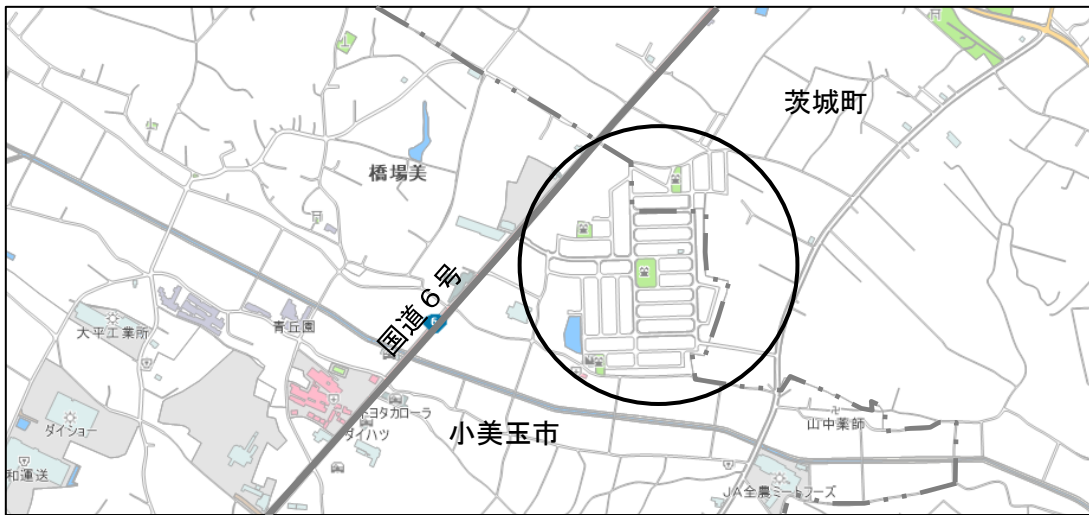 茨城町
橋場美
国道６号
6
青丘園
大平工業所
トヨタカローラ
ダイハツ
小美玉市
ダイショー
山中薬師
和運送
JA全農ミートフーズ